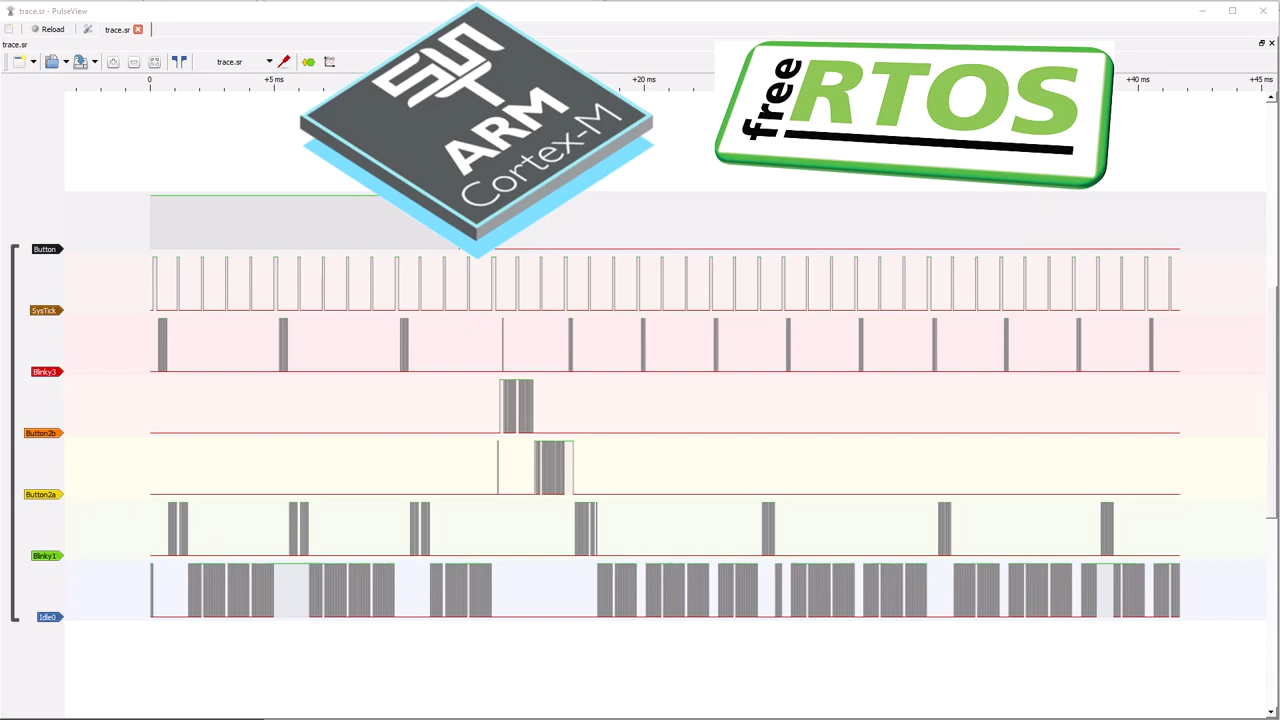 trace.sr - PulseView
Reload
trace.sr
trace.sr
trace.sr
0
+5 ms
+20 ms
+40 ms
+45 ms
ARM
Cortex-M
free
RTOS
Button
SysTick
Blinky3
Button2b
Button2a
Blinky1
Idle0